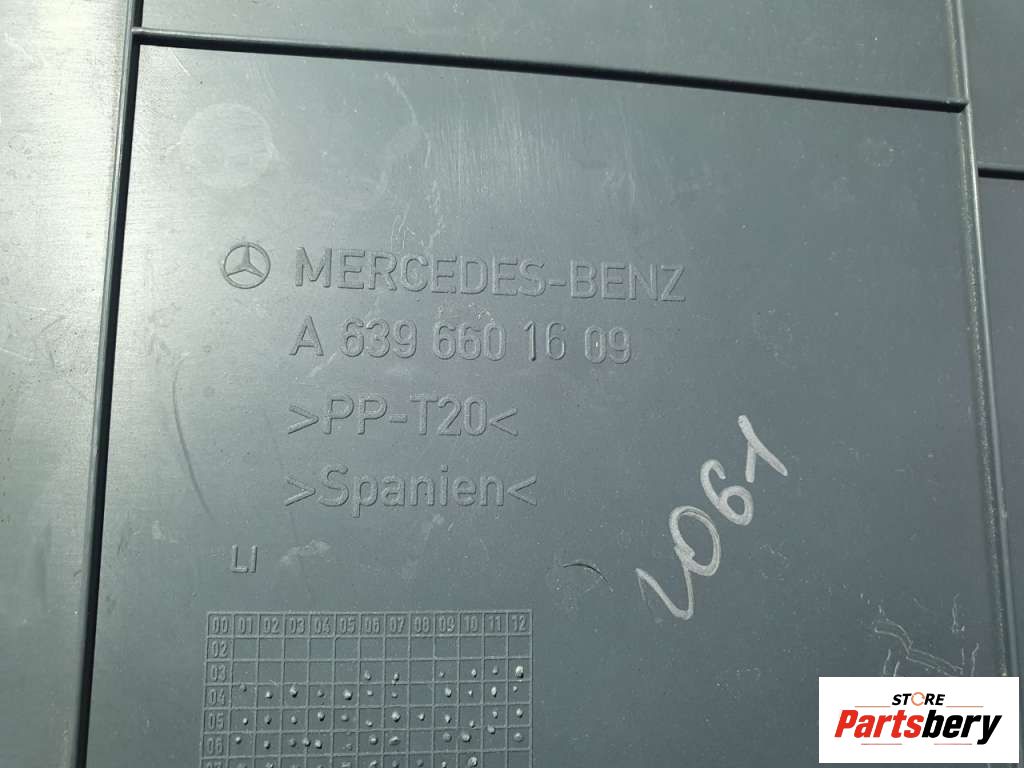 MERCEDES-BENZ
A 639 660 16 09
>PP-T20<
>Spanien<
LI
00 01 02 03 04 05 06 07 08 09 10 11 12
02
03
04
05
06
STORE
Partsbery